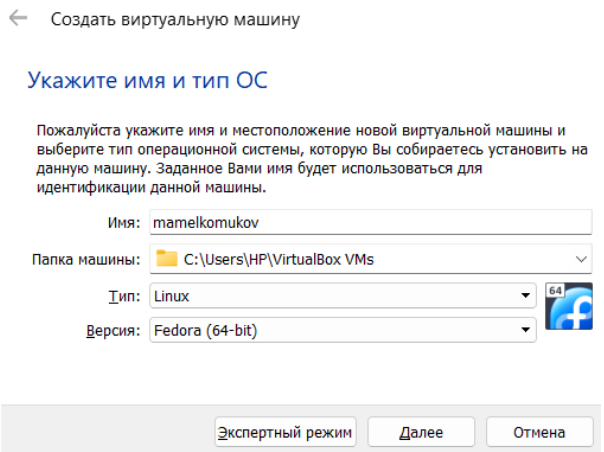 Создать виртуальную машину
Укажите имя и тип ОС
Пожалуйста укажите имя и местоположение новой виртуальной машины и
выберите тип операционной системы, которую Вы собираетесь установить на
данную машину. Заданное Вами имя будет использоваться для
идентификации данной машины.
Имя: mamelkomukov
Папка машины: C:\Users\HP\VirtualBox VMs
Тип: Linux
64
Версия: Fedora (64-bit)
Экспертный режим Далее Отмена